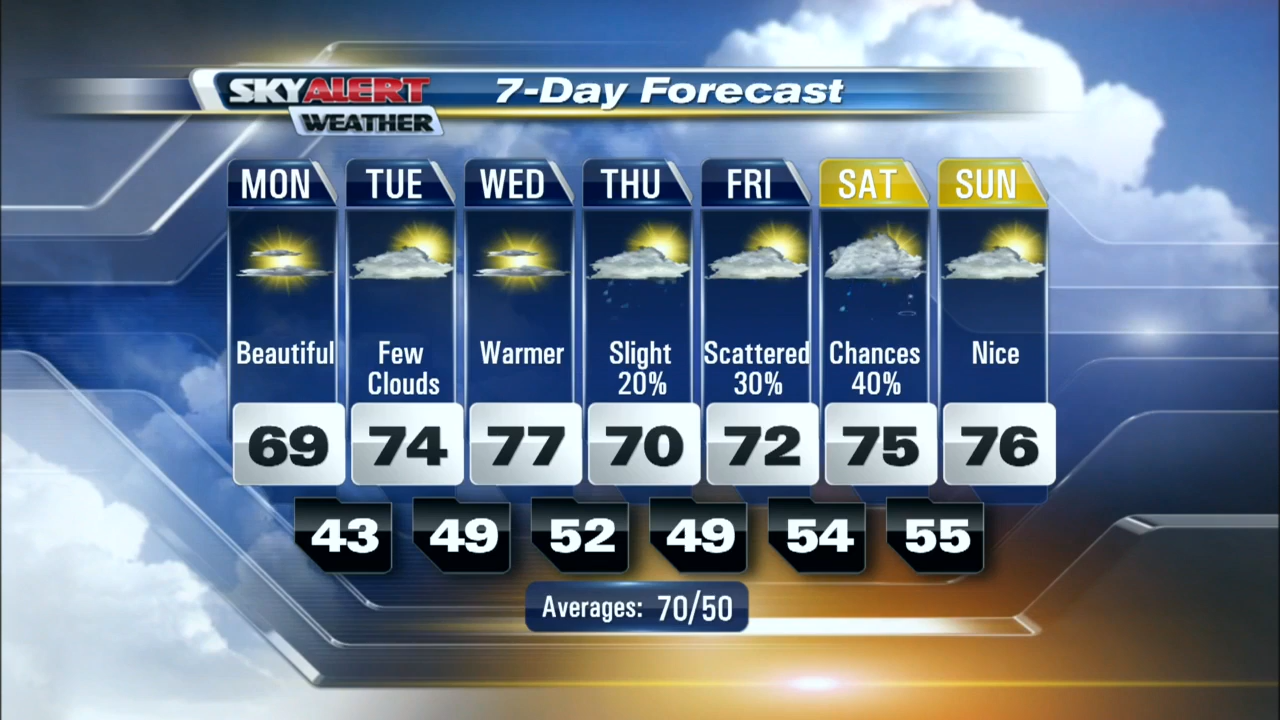 SKYALERT
WEATHER
7-Day Forecast
MON TUE WED THU FRI SAT SUN
Beautiful
Few
Clouds
Warmer
Slight
20%
Scattered
30%
Chances
40%
Nice
69 74 77 70 72 75 76
43 49 52 49 54 55
Averages: 70/50